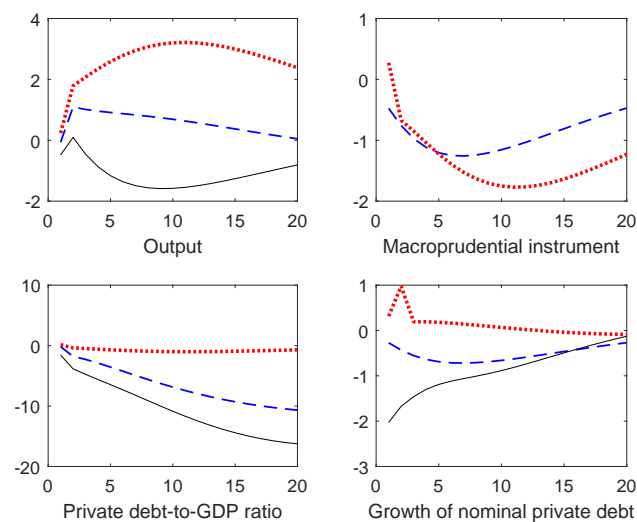 4
2
0
-2
0 5 10 15 20
Output
1
0
-1
-2
0 5 10 15 20
Macroprudential instrument
10
0
-10
-20
0 5 10 15 20
Private debt-to-GDP ratio
1
0
-1
-2
-3
0 5 10 15 20
Growth of nominal private debt